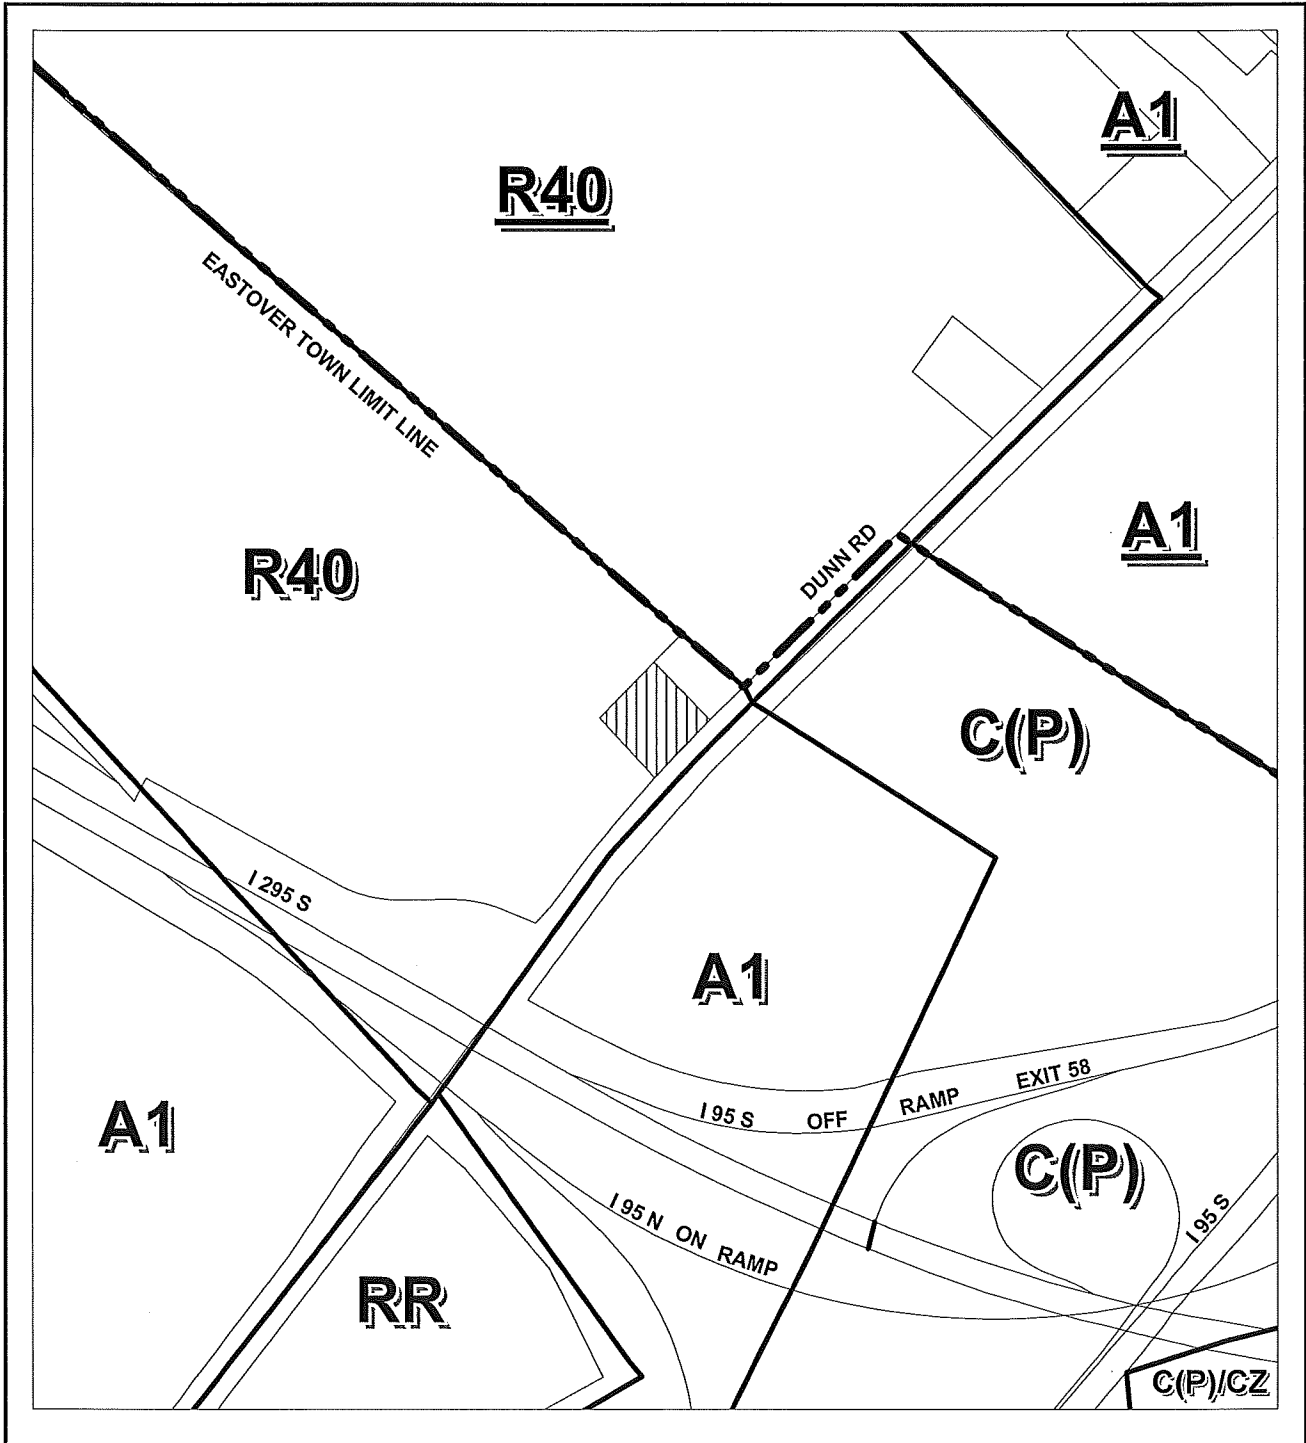 A1
R40
EASTOVER TOWN LIMIT LINE
A1
DUNN RD
R40
C(P)
I 295 S
A1
EXIT 58
RAMP
I 95 S OFF
A1
C(P)
I 95 N ON RAMP
I 95 S
RR
C(P)/CZ